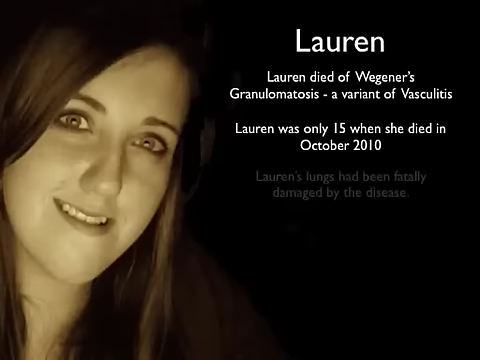 Lauren
Lauren died of Wegener's
Granulomatosis - a variant of Vasculitis
Lauren was only 15 when she died in
October 2010
Lauren's lungs had been fatally
damaged by the disease.